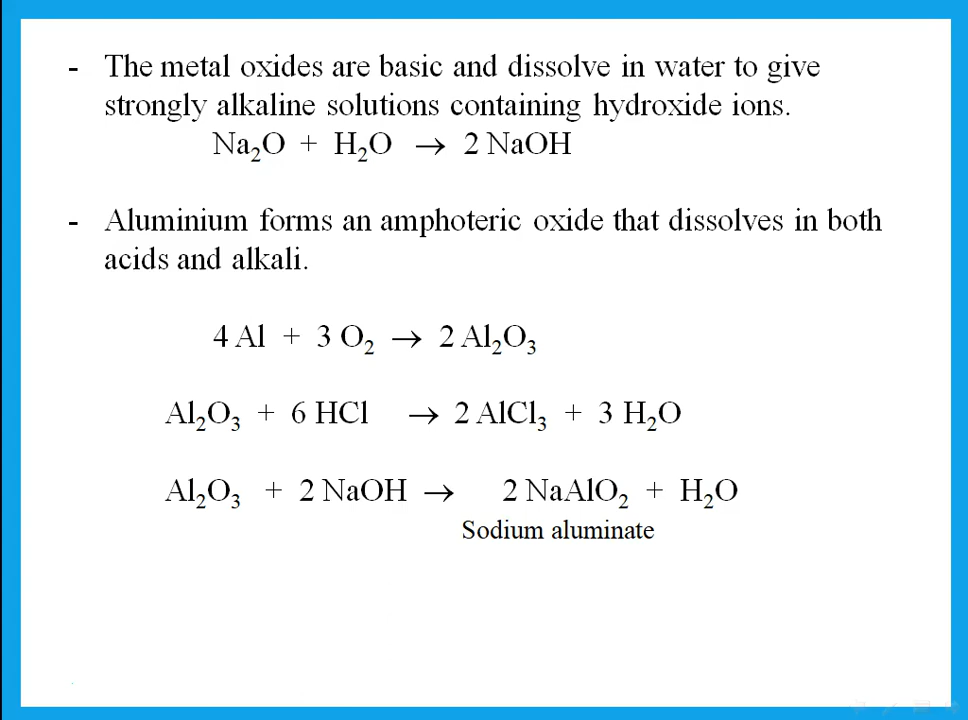 - The metal oxides are basic and dissolve in water to give
strongly alkaline solutions containing hydroxide ions.
Na₂O + H₂O → 2 NaOH
- Aluminium forms an amphoteric oxide that dissolves in both
acids and alkali.
4 Al + 3 O₂ → 2 Al₂O₃
Al₂O₃ + 6 HCl → 2 AlCl₃ + 3 H₂O
Al₂O₃ + 2 NaOH → 2 NaAlO₂ + H₂O
Sodium aluminate